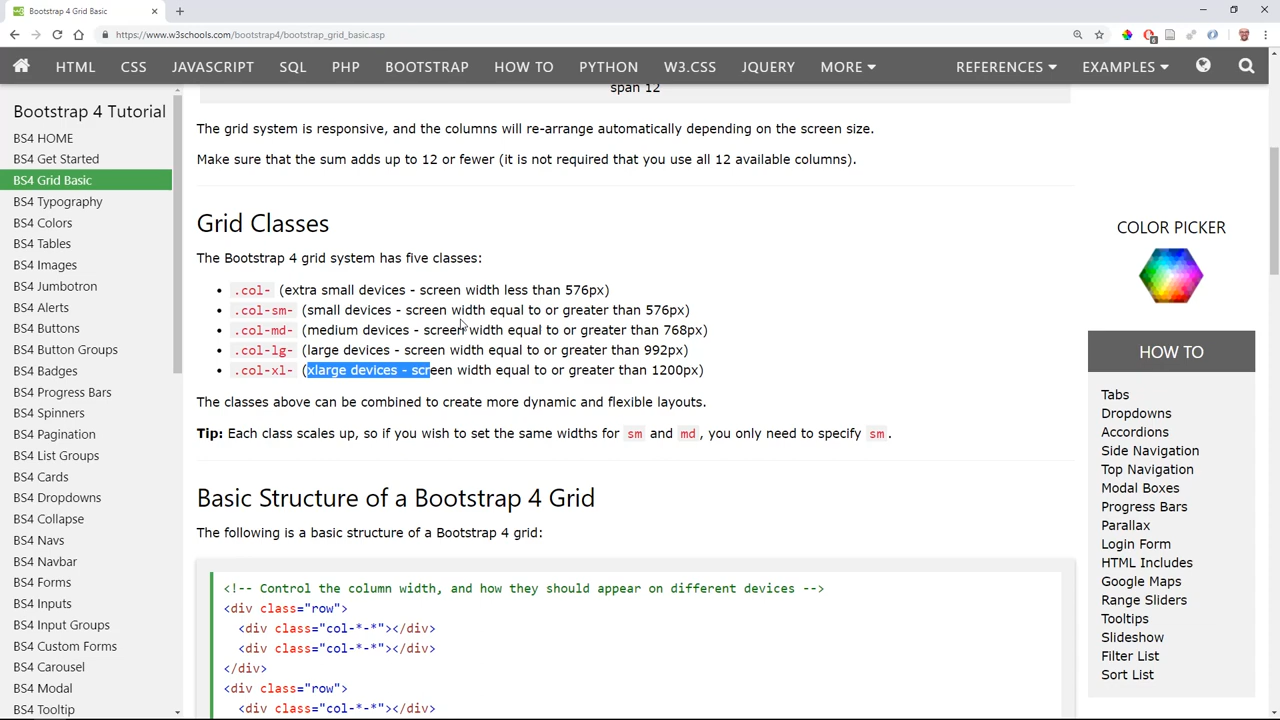 Bootstrap 4 Grid Basic
https://www.w3schools.com/bootstrap4/bootstrap_grid_basic.asp
HTML CSS JAVASCRIPT SQL PHP BOOTSTRAP HOW TO PYTHON W3.CSS JQUERY MORE REFERENCES EXAMPLES
Bootstrap 4 Tutorial
BS4 HOME
BS4 Get Started
BS4 Grid Basic
BS4 Typography
BS4 Colors
BS4 Tables
BS4 Images
BS4 Jumbotron
BS4 Alerts
BS4 Buttons
BS4 Button Groups
BS4 Badges
BS4 Progress Bars
BS4 Spinners
BS4 Pagination
BS4 List Groups
BS4 Cards
BS4 Dropdowns
BS4 Collapse
BS4 Navs
BS4 Navbar
BS4 Forms
BS4 Inputs
BS4 Input Groups
BS4 Custom Forms
BS4 Carousel
BS4 Modal
BS4 Tooltip
span 12
The grid system is responsive, and the columns will re-arrange automatically depending on the screen size.
Make sure that the sum adds up to 12 or fewer (it is not required that you use all 12 available columns).
Grid Classes
The Bootstrap 4 grid system has five classes:
• .col- (extra small devices - screen width less than 576px)
• .col-sm- (small devices - screen width equal to or greater than 576px)
• .col-md- (medium devices - screen width equal to or greater than 768px)
• .col-lg- (large devices - screen width equal to or greater than 992px)
• .col-xl- (xlarge devices - screen width equal to or greater than 1200px)
The classes above can be combined to create more dynamic and flexible layouts.
Tip: Each class scales up, so if you wish to set the same widths for sm and md, you only need to specify sm.
Basic Structure of a Bootstrap 4 Grid
The following is a basic structure of a Bootstrap 4 grid:
<!-- Control the column width, and how they should appear on different devices -->
<div class="row">
<div class="col-*-*"></div>
<div class="col-*-*"></div>
</div>
<div class="row">
<div class="col-*-*"></div>
COLOR PICKER
HOW TO
Tabs
Dropdowns
Accordions
Side Navigation
Top Navigation
Modal Boxes
Progress Bars
Parallax
Login Form
HTML Includes
Google Maps
Range Sliders
Tooltips
Slideshow
Filter List
Sort List